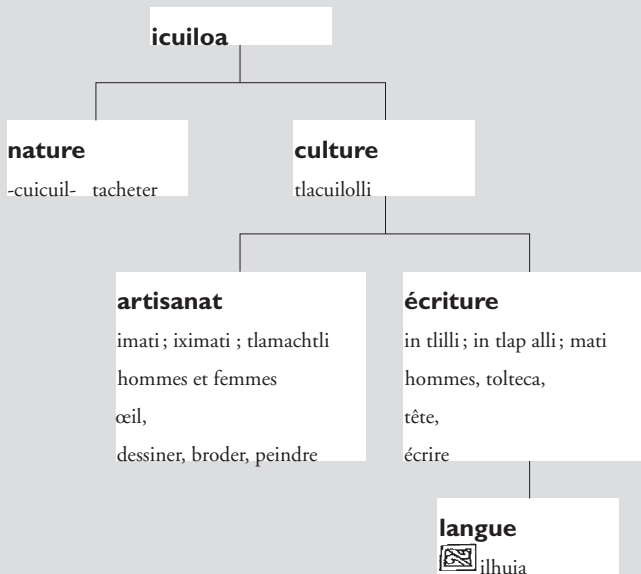 icuiloa
nature
-cuicuil- tacheter
culture
tlacuilolli
artisanat
imati ; iximati ; tlamachtli
hommes et femmes
œil,
dessiner, broder, peindre
écriture
in tlilli ; in tlap alli ; mati
hommes, tolteca,
tête,
écrire
langue
ilhuia